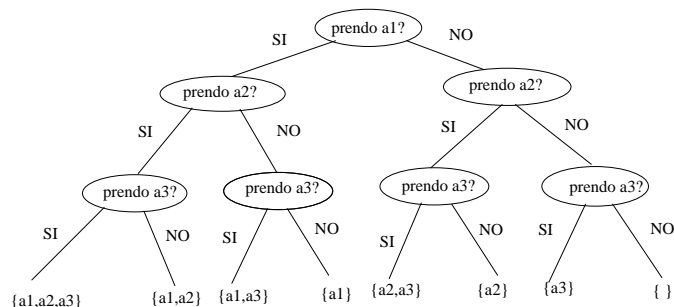 prendo a1?
SI
NO
prendo a2?
prendo a2?
SI
NO
SI
NO
prendo a3?
prendo a3?
prendo a3?
prendo a3?
SI
NO
SI
NO
SI
NO
SI
NO
{a1,a2,a3}
{a1,a2}
{a1,a3}
{a1}
{a2,a3}
{a2}
{a3}
{ }